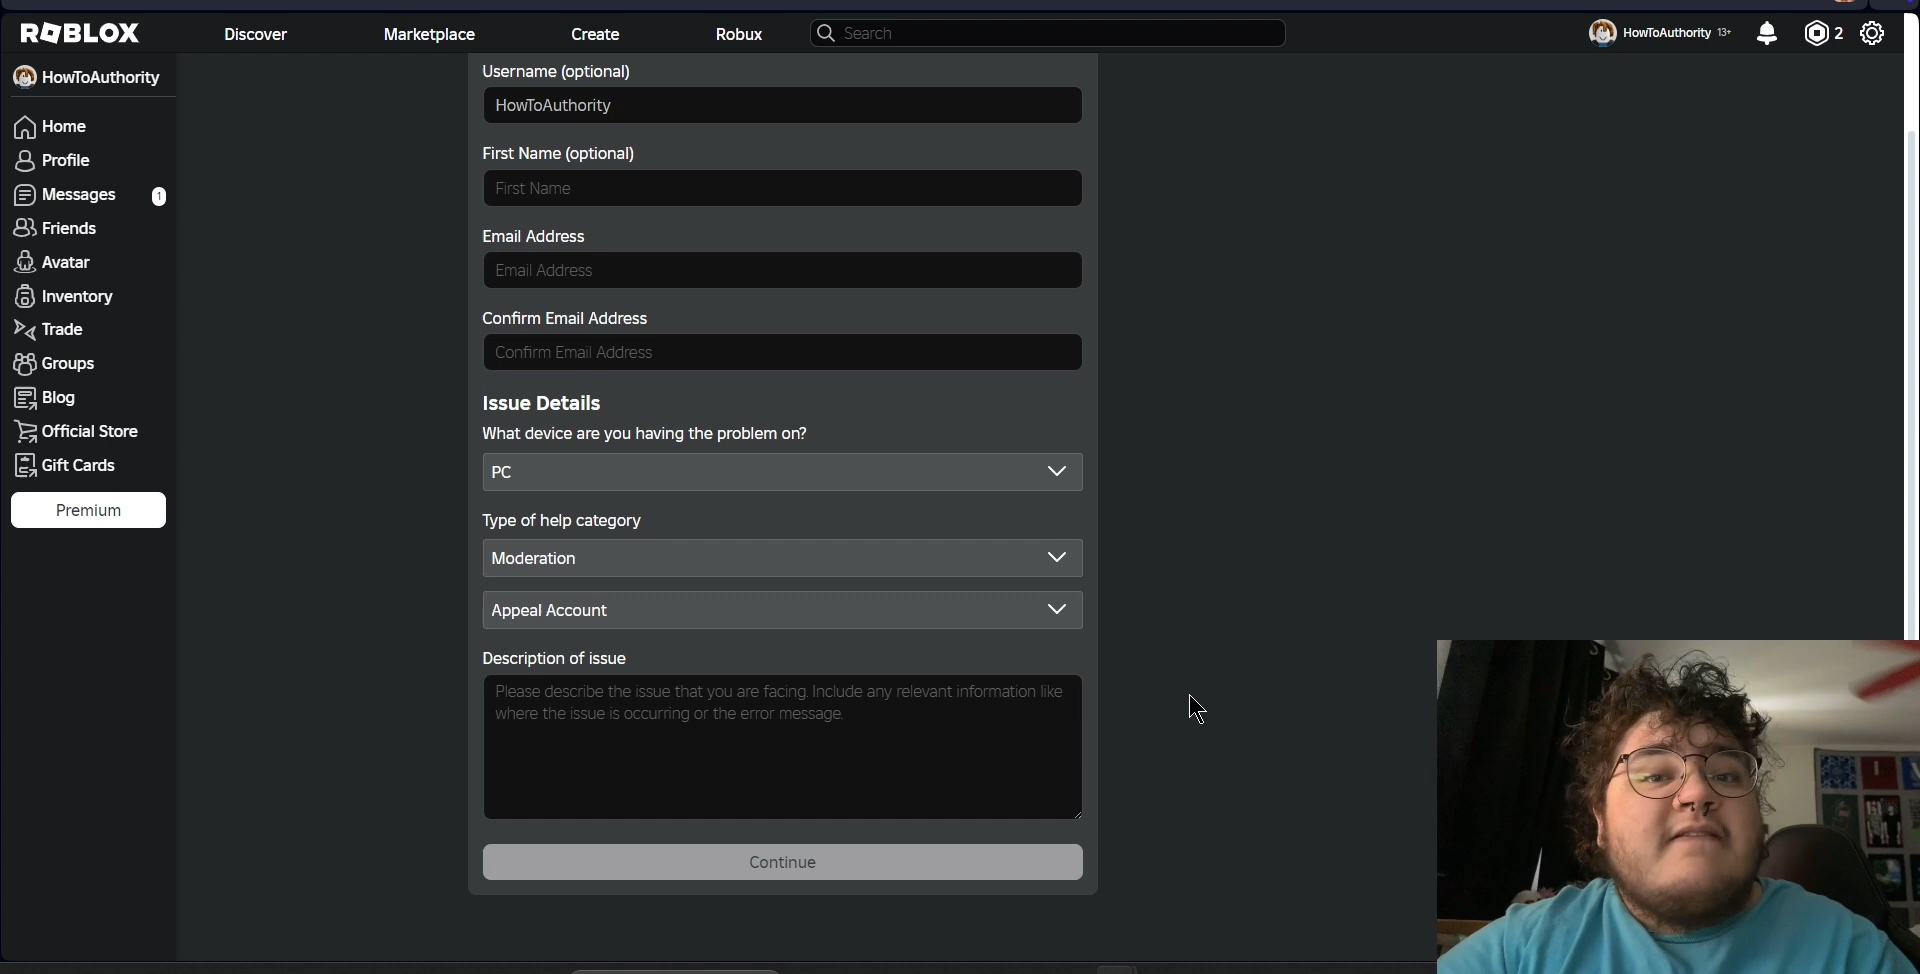 ROBLOX
Discover
Marketplace
Create
Robux
Search
HowToAuthority 13+
2
HowToAuthority
Home
Profile
Messages
1
Friends
Avatar
Inventory
Trade
Groups
Blog
Official Store
Gift Cards
Premium
Username (optional)
HowToAuthority
First Name (optional)
First Name
Email Address
Email Address
Confirm Email Address
Confirm Email Address
Issue Details
What device are you having the problem on?
PC
Type of help category
Moderation
Appeal Account
Description of issue
Please describe the issue that you are facing. Include any relevant information like
where the issue is occurring or the error message.
Continue